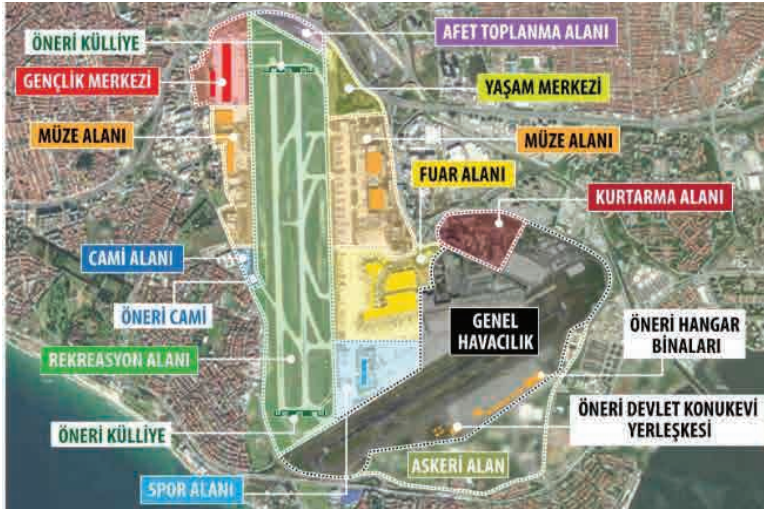 AFET TOPLANMA ALANI
ÖNERİ KÜLLİYE
GENÇLİK MERKEZİ
YAŞAM MERKEZİ
MÜZE ALANI
MÜZE ALANI
FUAR ALANI
KURTARMA ALANI
CAMİ ALANI
ÖNERİ CAMİ
GENEL
HAVACILIK
ÖNERİ HANGAR
BİNALARI
REKREASYON ALANI
ÖNERİ DEVLET KONUKEVİ
YERLEŞKESİ
ÖNERİ KÜLLİYE
ASKERİ ALAN
SPOR ALANI